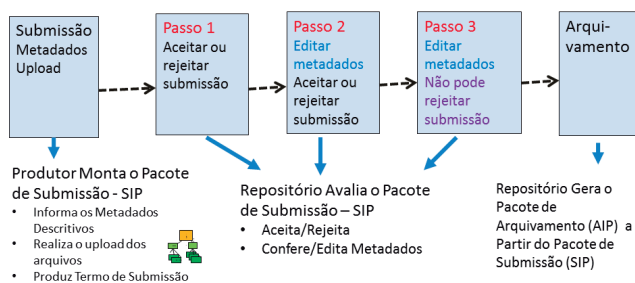 Submissão
Metadados
Upload
Passo 1
Aceitar ou
rejeitar
submissão
Passo 2
Editar
metadados
Aceitar ou
rejeitar
submissão
Passo 3
Editar
metadados
Não pode
rejeitar
submissão
Arqui-
vamento
Produtor Monta o Pacote
de Submissão - SIP
• Informa os Metadados
Descritivos
• Realiza o upload dos
arquivos
• Produz Termo de Submissão
Repositório Avalia o Pacote
de Submissão – SIP
• Aceita/Rejeita
• Confere/Edita Metadados
Repositório Gera o
Pacote de
Arquivamento (AIP) a
Partir do Pacote de
Submissão (SIP)